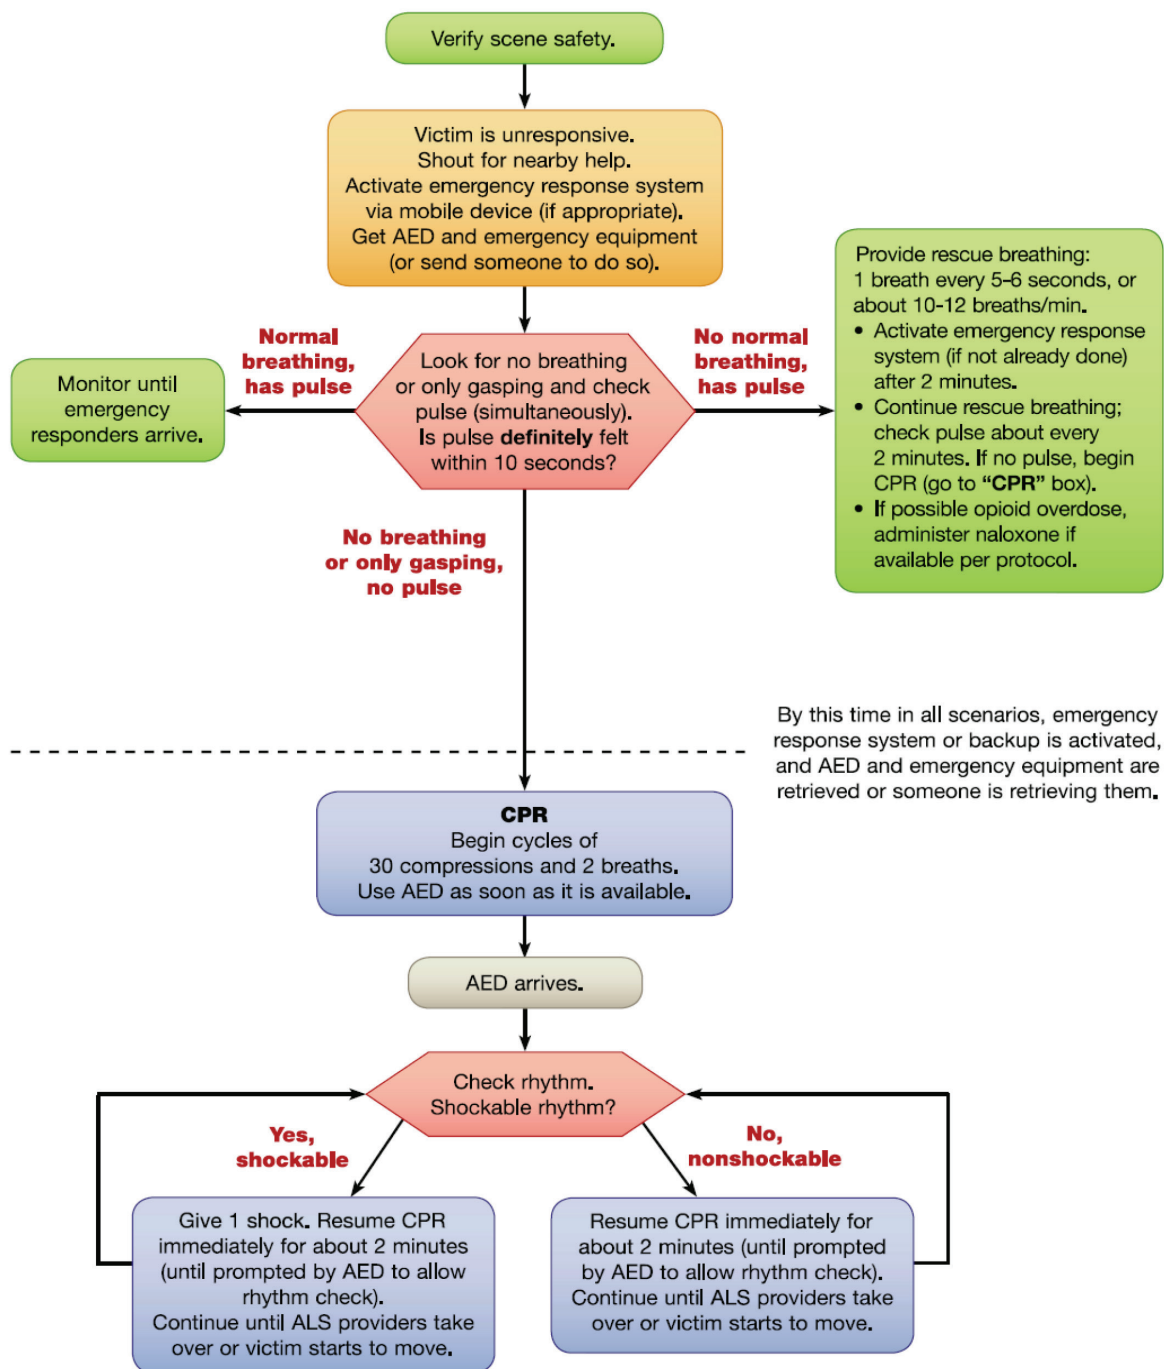 Verify scene safety.
Victim is unresponsive.
Shout for nearby help.
Activate emergency response system
via mobile device (if appropriate).
Get AED and emergency equipment
(or send someone to do so).
Normal
breathing,
has pulse
Monitor until
emergency
responders arrive.
Look for no breathing
or only gasping and check
pulse (simultaneously).
Is pulse definitely felt
within 10 seconds?
No normal
breathing,
has pulse
Provide rescue breathing:
1 breath every 5-6 seconds, or
about 10-12 breaths/min.
• Activate emergency response
system (if not already done)
after 2 minutes.
• Continue rescue breathing;
check pulse about every
2 minutes. If no pulse, begin
CPR (go to “CPR” box).
• If possible opioid overdose,
administer naloxone if
available per protocol.
No breathing
or only gasping,
no pulse
By this time in all scenarios, emergency
response system or backup is activated,
and AED and emergency equipment are
retrieved or someone is retrieving them.
CPR
Begin cycles of
30 compressions and 2 breaths.
Use AED as soon as it is available.
AED arrives.
Check rhythm.
Shockable rhythm?
Yes,
shockable
No,
nonshockable
Give 1 shock. Resume CPR
immediately for about 2 minutes
(until prompted by AED to allow
rhythm check).
Continue until ALS providers take
over or victim starts to move.
Resume CPR immediately for
about 2 minutes (until prompted
by AED to allow rhythm check).
Continue until ALS providers take
over or victim starts to move.